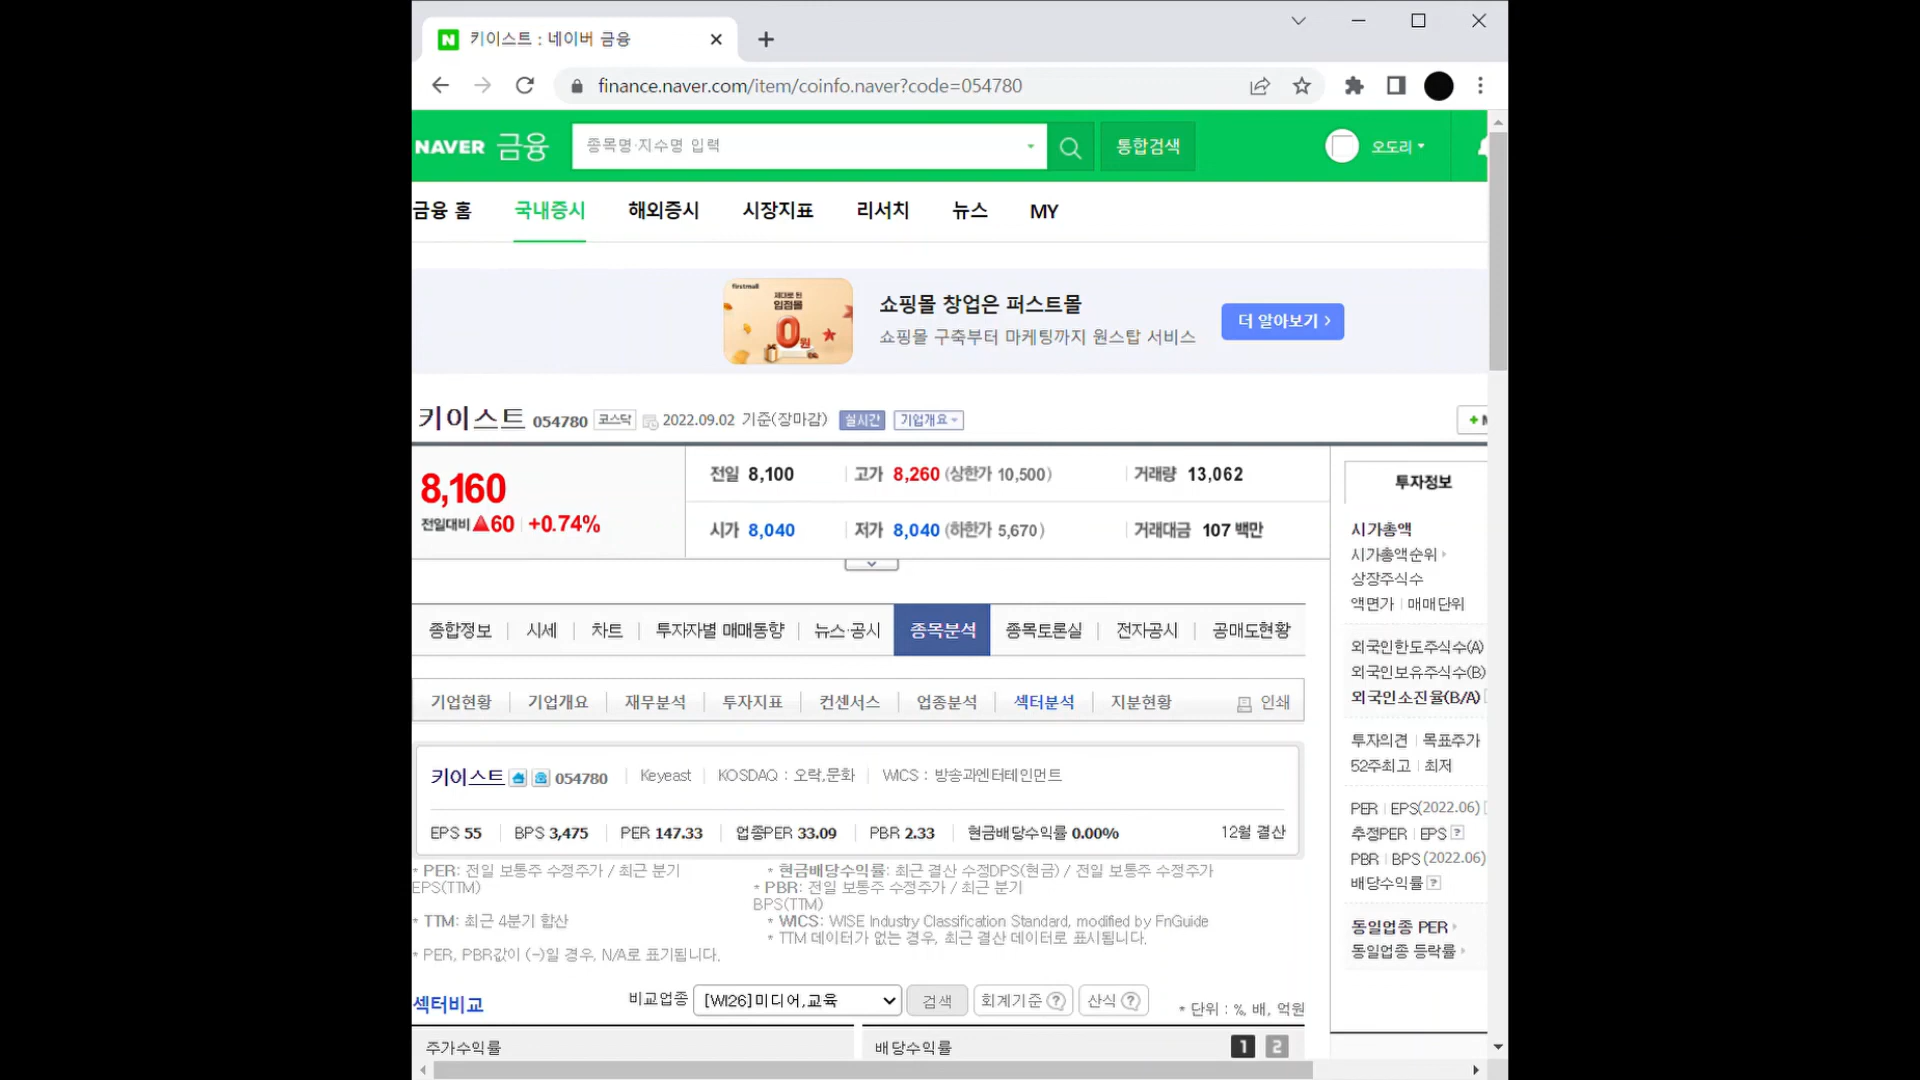 키이스트 : 네이버 금융
finance.naver.com/item/coinfo.naver?code=054780
NAVER 금융 종목명·지수명 입력 통합검색 오도리
금융 홈 국내증시 해외증시 시장지표 리서치 뉴스 MY
firstmall
제대로 된
입점몰
0원
쇼핑몰 창업은 퍼스트몰
쇼핑몰 구축부터 마케팅까지 원스탑 서비스
더 알아보기 >
키이스트 054780 코스닥 2022.09.02 기준(장마감) 실시간 기업개요
8,160
전일대비 ▲60 +0.74%
전일 8,100 고가 8,260 (상한가 10,500) 거래량 13,062
시가 8,040 저가 8,040 (하한가 5,670) 거래대금 107 백만
종합정보 시세 차트 투자자별 매매동향 뉴스·공시 종목분석 종목토론실 전자공시 공매도현황
기업현황 기업개요 재무분석 투자지표 컨센서스 업종분석 섹터분석 지분현황 인쇄
키이스트 054780 Keyeast KOSDAQ : 오락,문화 WICS : 방송과엔터테인먼트
EPS 55 BPS 3,475 PER 147.33 업종PER 33.09 PBR 2.33 현금배당수익률 0.00% 12월 결산
* PER: 전일 보통주 수정주가 / 최근 분기
EPS(TTM)
* TTM: 최근 4분기 합산
* PER, PBR값이 (-)일 경우, N/A로 표기됩니다.
* 현금배당수익률: 최근 결산 수정DPS(현금) / 전일 보통주 수정주가
* PBR: 전일 보통주 수정주가 / 최근 분기
BPS(TTM)
* WICS: WISE Industry Classification Standard, modified by FnGuide
* TTM 데이터가 없는 경우, 최근 결산 데이터로 표시됩니다.
섹터비교 비교업종 [WI26]미디어,교육 검색 회계기준 ? 산식 ? * 단위 : %, 배, 억원
주가수익률 배당수익률 1 2
투자정보
시가총액
시가총액순위
상장주식수
액면가 매매단위
외국인한도주식수(A)
외국인보유주식수(B)
외국인소진율(B/A)
투자의견 목표주가
52주최고 최저
PER EPS(2022.06)
추정PER EPS ?
PBR BPS (2022.06)
배당수익률 ?
동일업종 PER
동일업종 등락률